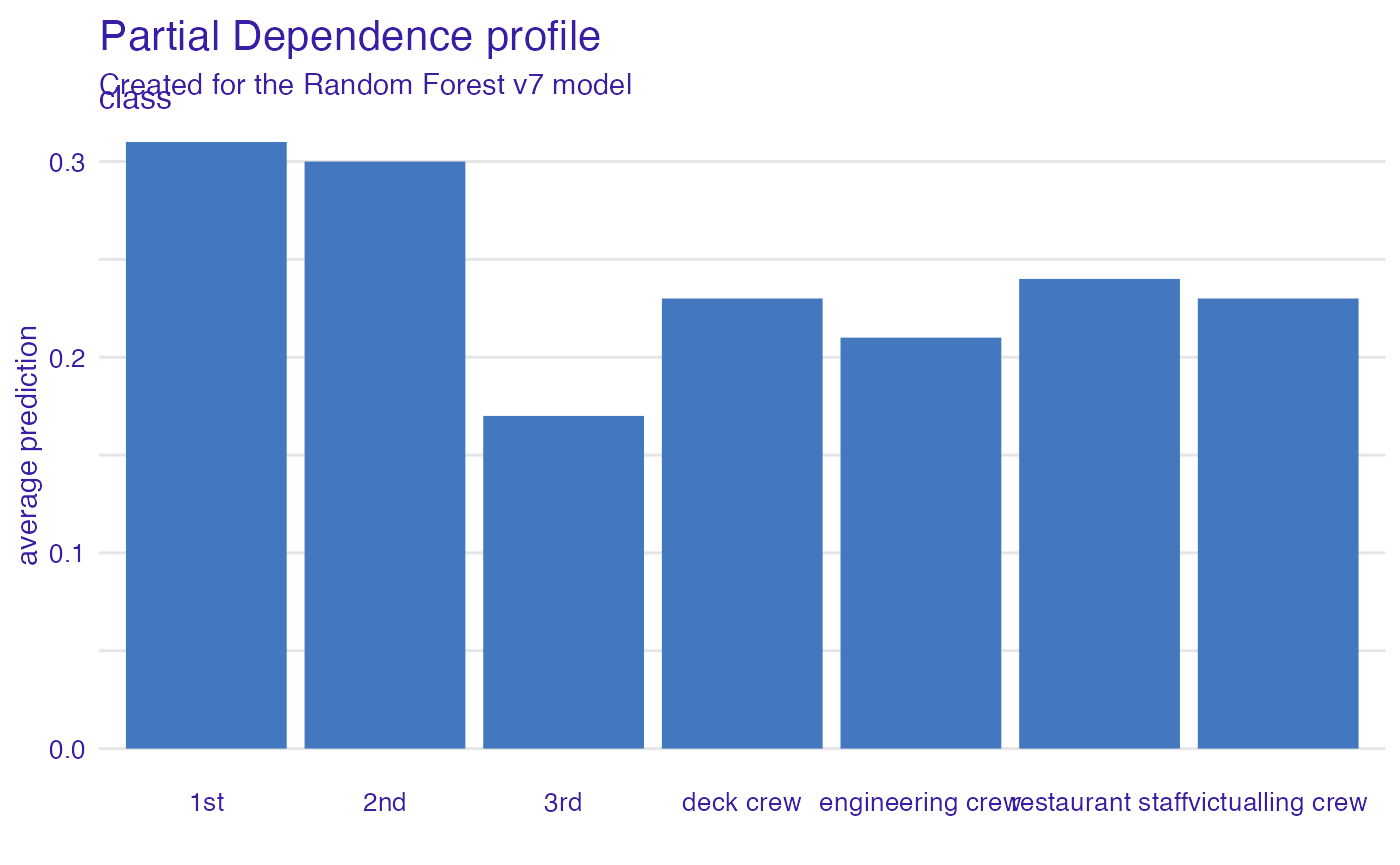 Partial Dependence profile
Created for the Random Forest v7 model
class
average prediction
0.3
0.2
0.1
0.0
1st 2nd 3rd deck crew engineering crew restaurant staff victualling crew